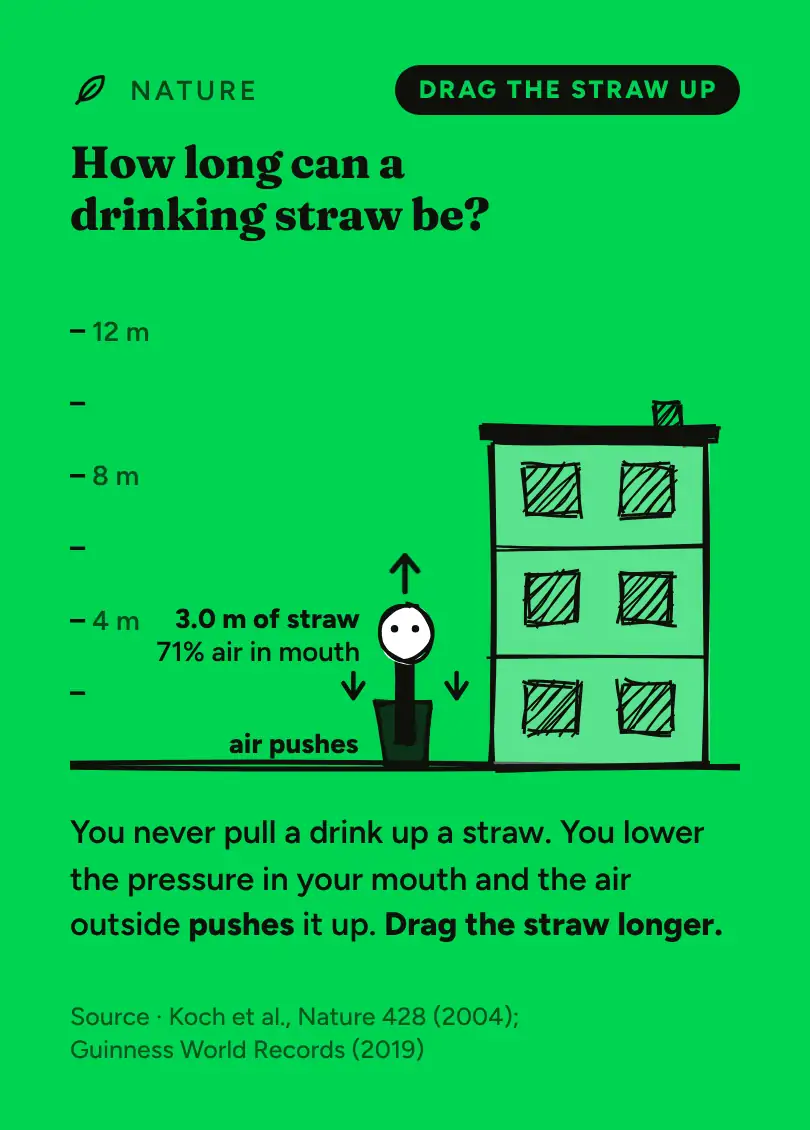 NATURE
DRAG THE STRAW UP
How long can a
drinking straw be?
12 m
8 m
4 m
3.0 m of straw
71% air in mouth
air pushes
You never pull a drink up a straw. You lower
the pressure in your mouth and the air
outside pushes it up. Drag the straw longer.
Source · Koch et al., Nature 428 (2004);
Guinness World Records (2019)